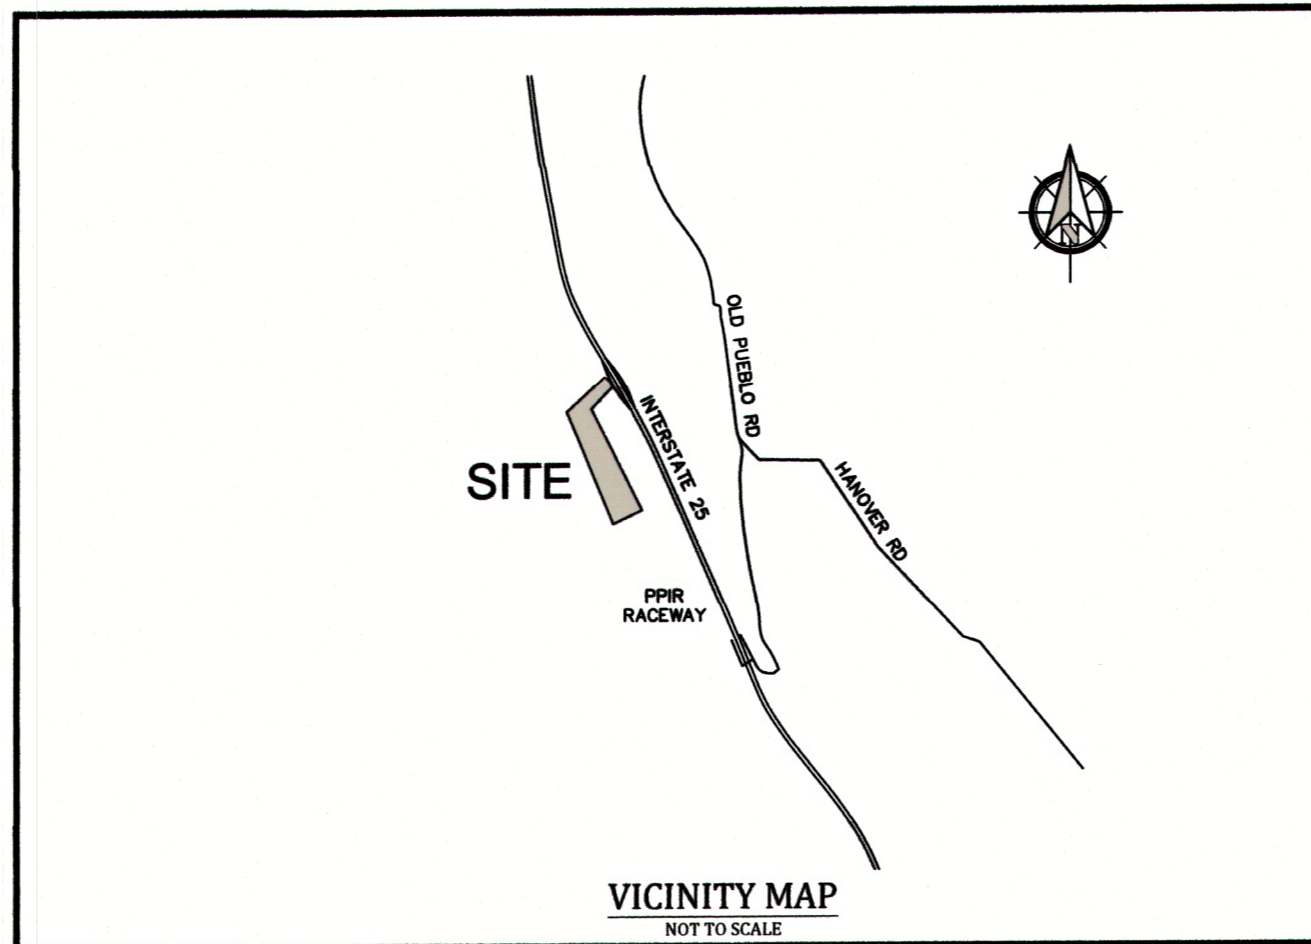 N
OLD PUEBLO RD
INTERSTATE 25
SITE
HANOVER RD
PPIR
RACEWAY
VICINITY MAP
NOT TO SCALE